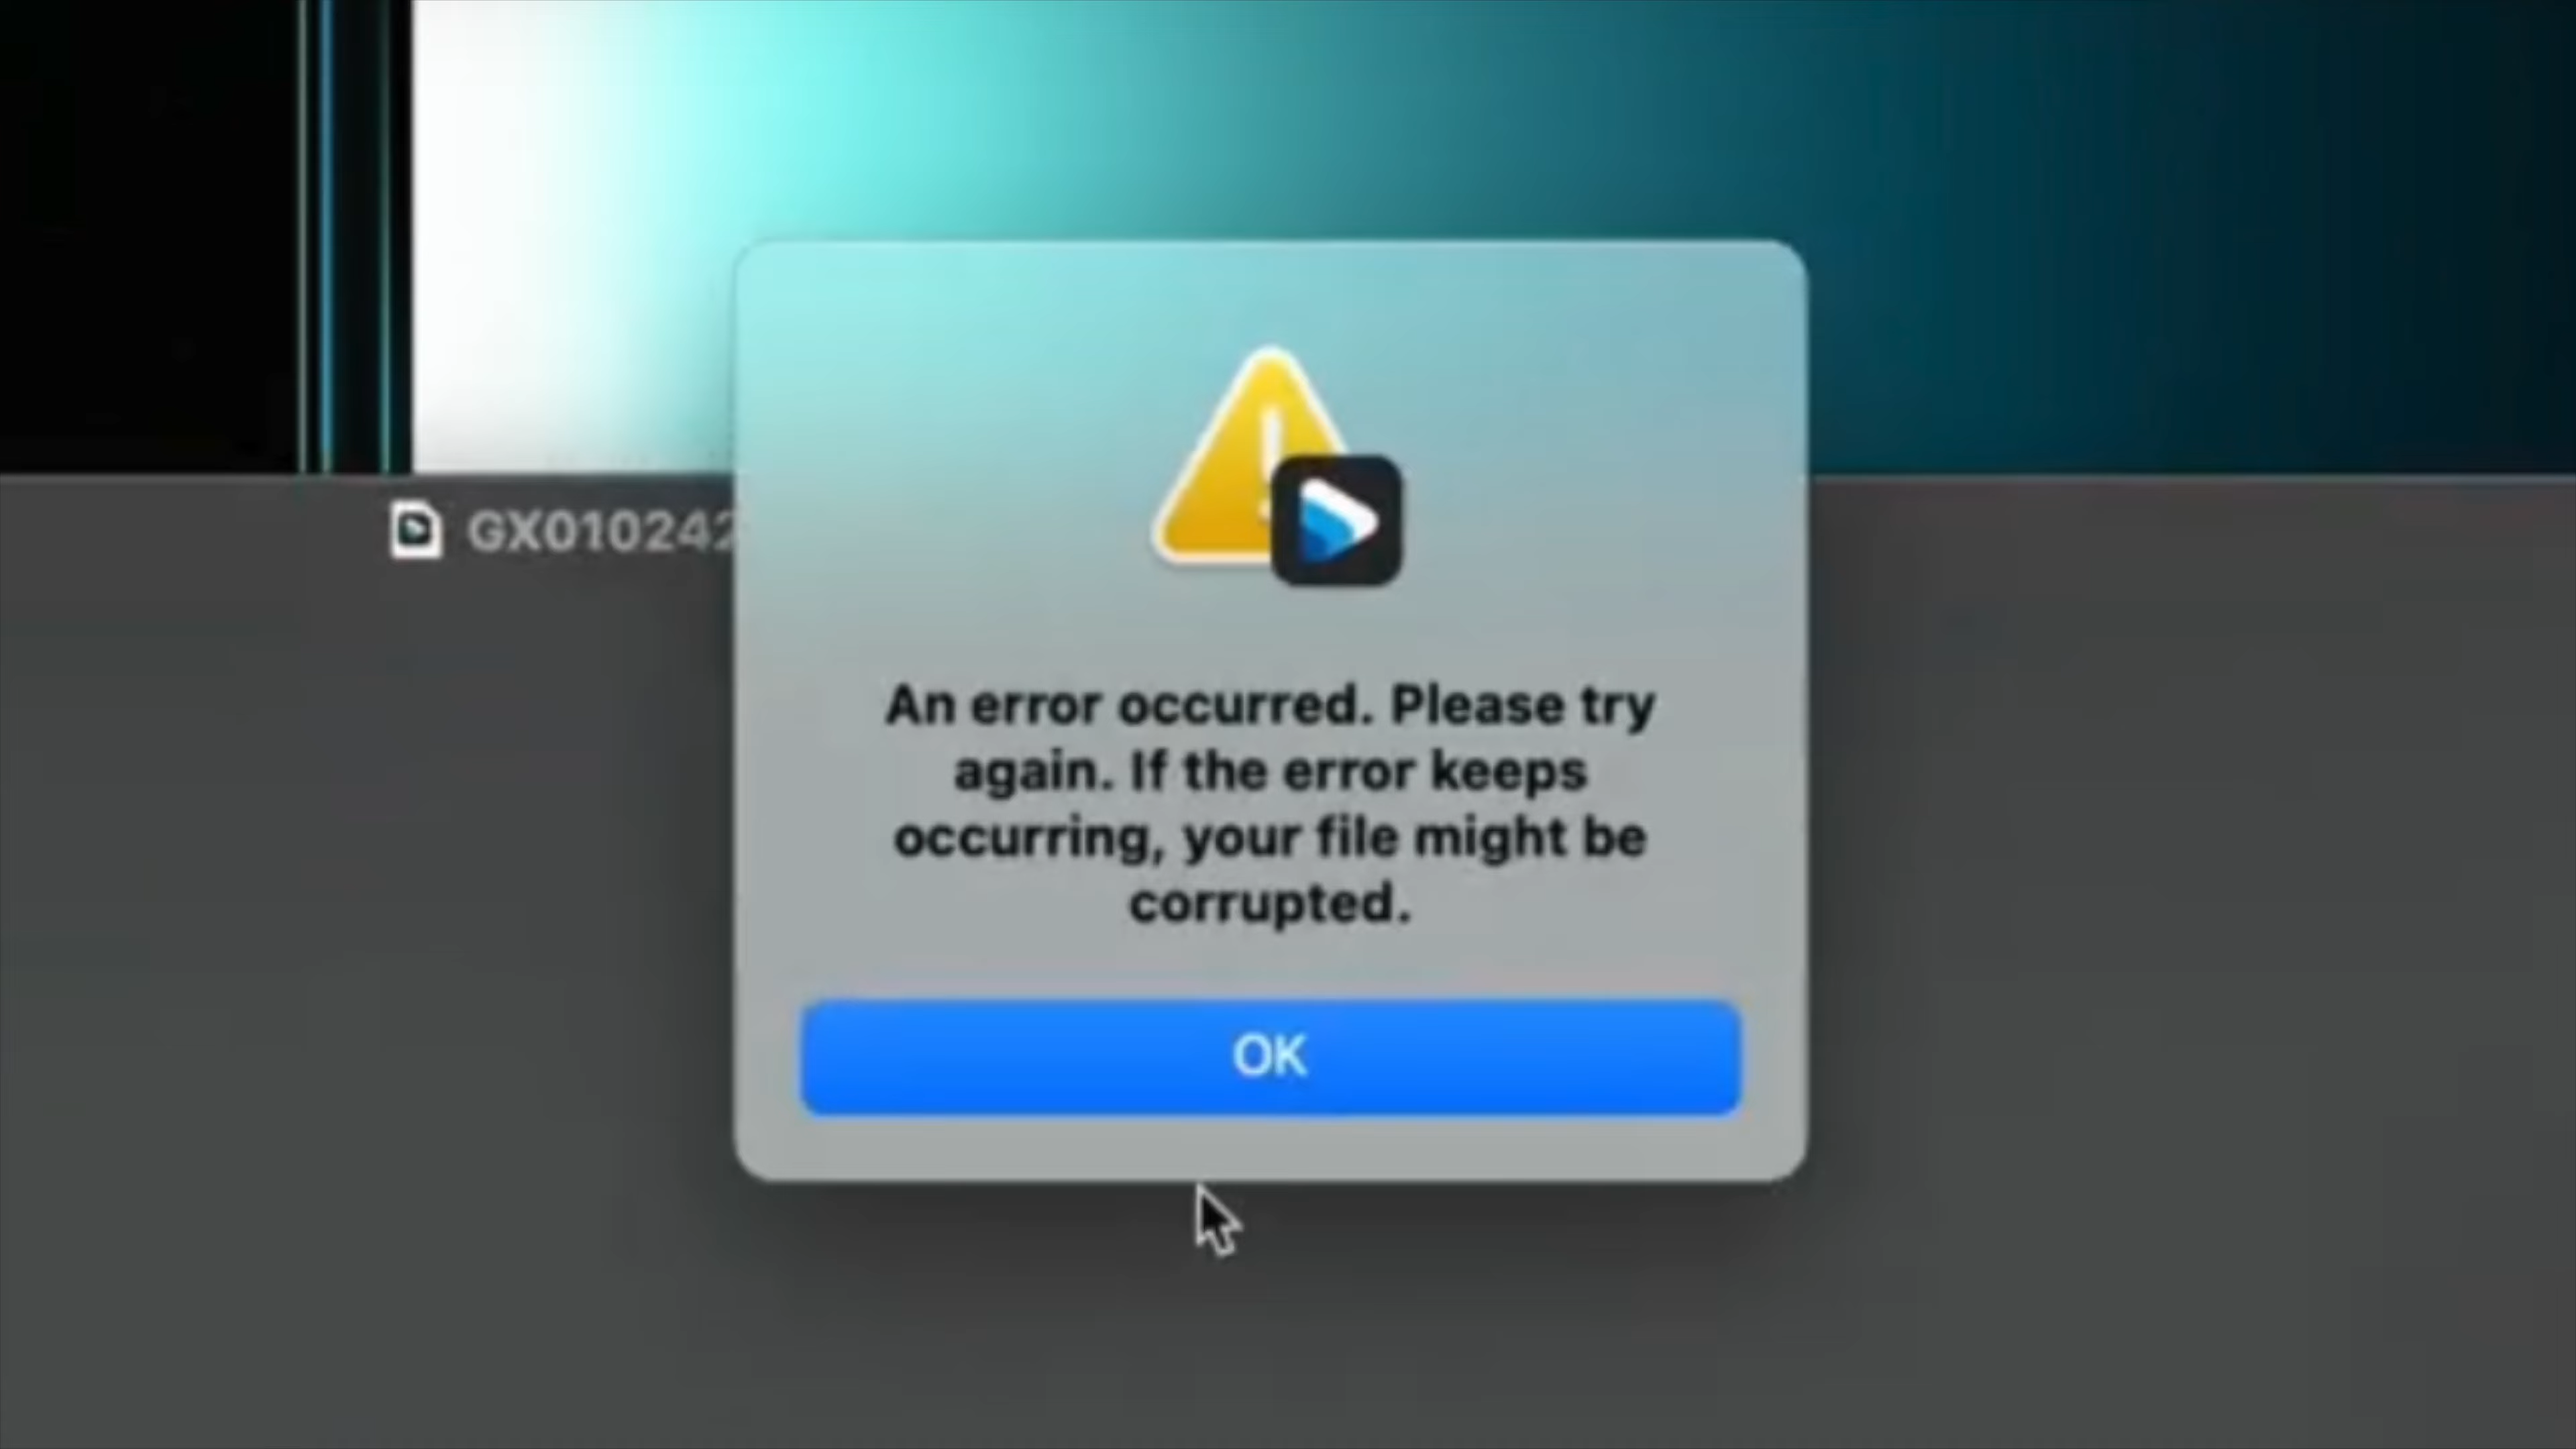 GX010242
An error occurred. Please try
again. If the error keeps
occurring, your file might be
corrupted.
OK